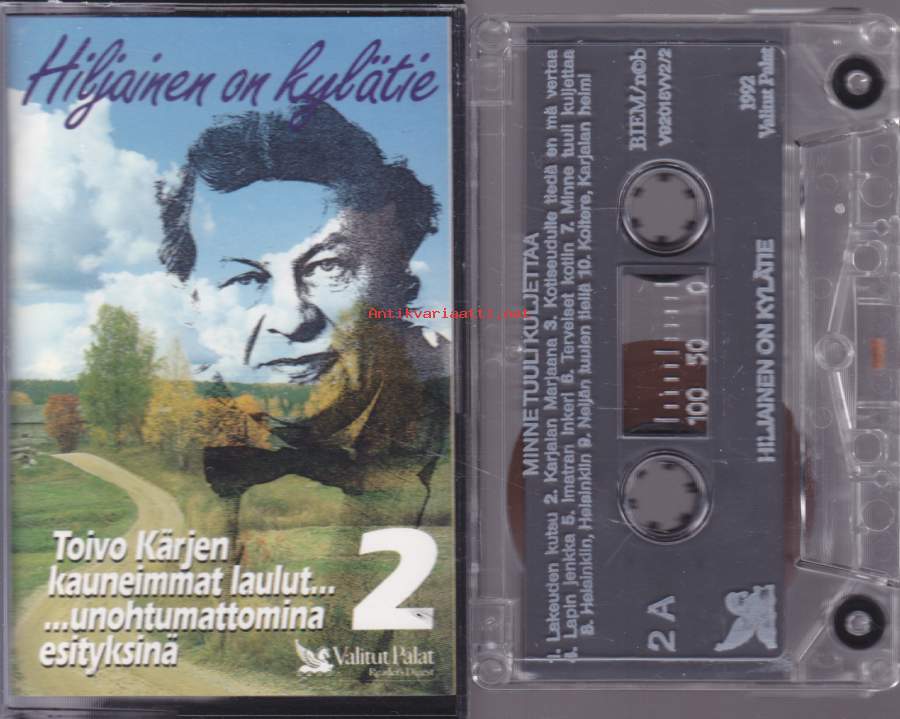 Hiljainen on kylätie
Antikvariaatti.net
Toivo Kärjen
kauneimmat laulut...
...unohtumattomina
esityksinä
2
Valitut Palat
Reader's Digest
MINNE TUULI KULJETTAA
1. Lakeuden kutsu 2. Karjalan Marjaana 3. Kotiseudulle tiedä en mä vertaa
4. Lapin jenkka 5. Imatran Inkeri 6. Terveiset kotiin 7. Minne tuuli kuljettaa
8. Helsinkiin, Helsinkiin 9. Neljän tuulen tiellä 10. Koitere, Karjalan helmi
2 A
100 50 0
BIEM/n©b
V92016VV2/2
1992
Valitut Palat
HILJAINEN ON KYLÄTIE